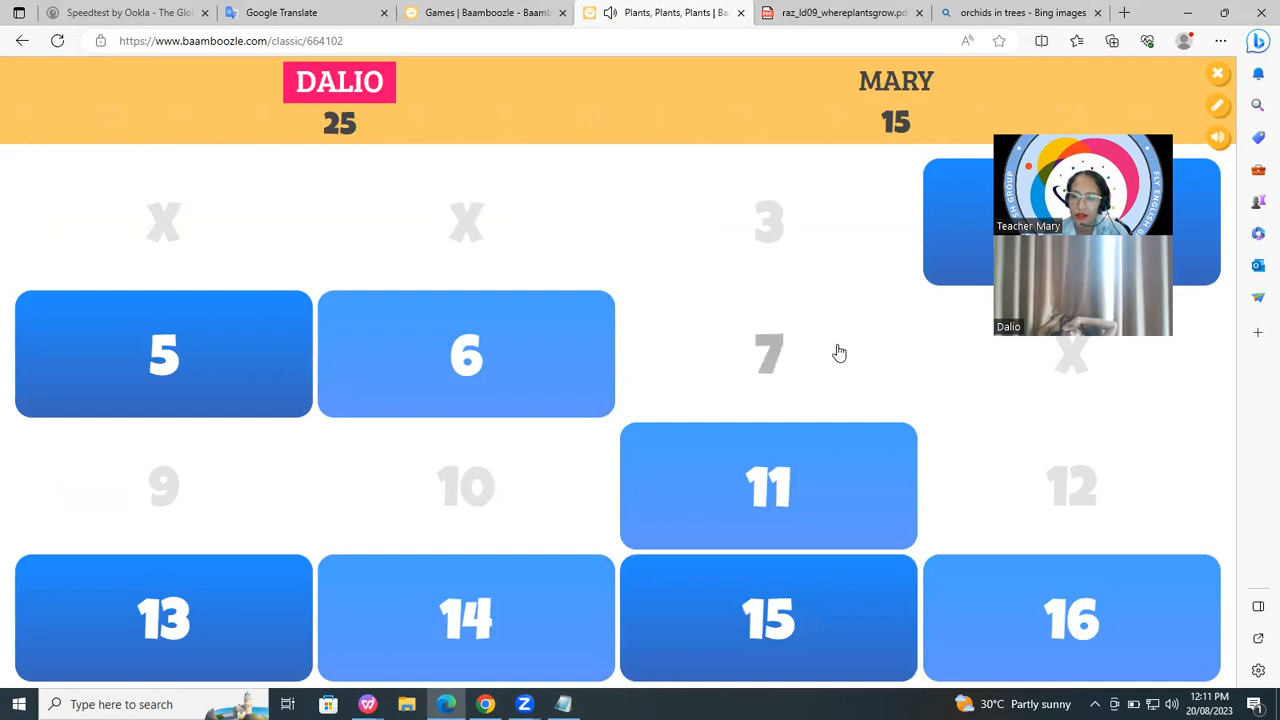 Speedtest by Ookla - The Glo
Google Translate
Games | Baamboozle - Baamb
Plants, Plants, Plants | Ba
raz_ld09_whereplantsgrow.pd
orchids in trees - Bing images
https://www.baamboozle.com/classic/664102
DALIO
25
MARY
15
X
X
3
Teacher Mary
Dalio
5
6
7
X
9
10
11
12
13
14
15
16
Type here to search
30°C Partly sunny
12:11 PM
20/08/2023